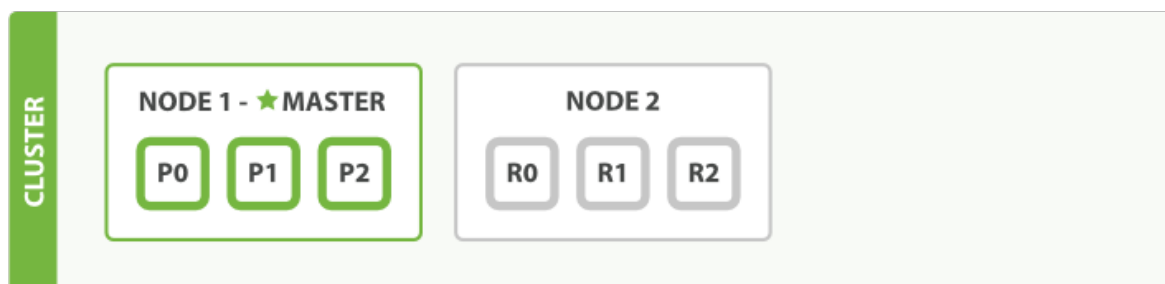 CLUSTER
NODE 1 - ★ MASTER
P0 P1 P2
NODE 2
R0 R1 R2